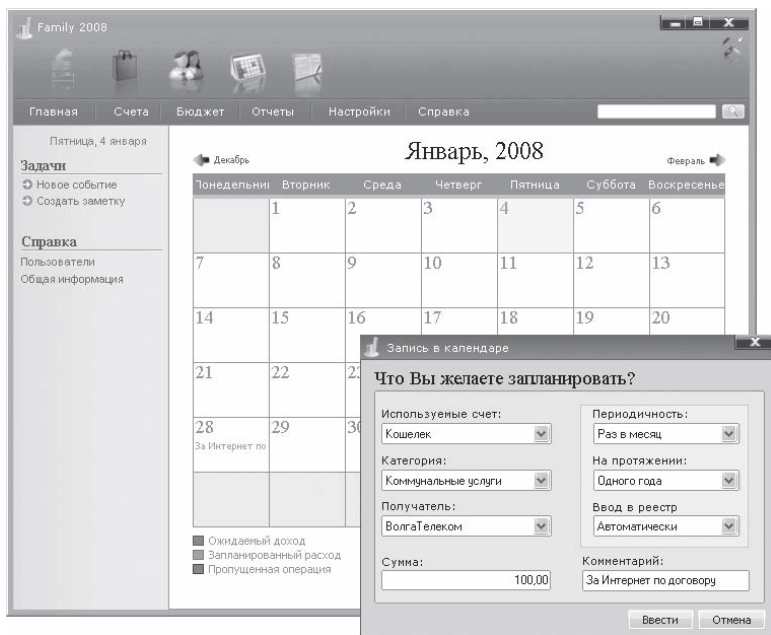 Family 2008
Главная Счета Бюджет Отчеты Настройки Справка
Пятница, 4 января
Задачи
Новое событие
Создать заметку
Справка
Пользователи
Общая информация
Декабрь
Январь, 2008
Февраль
Понедельник Вторник Среда Четверг Пятница Суббота Воскресенье
1 2 3 4 5 6
7 8 9 10 11 12 13
14 15 16 17 18 19 20
21 22
28 29 30
За Интернет по
Ожидаемый доход
Запланированный расход
Пропущенная операция
Запись в календаре
Что Вы желаете запланировать?
Используемые счет:
Кошелек
Категория:
Коммунальные услуги
Получатель:
ВолгаТелеком
Сумма:
100,00
Периодичность:
Раз в месяц
На протяжении:
Одного года
Ввод в реестр
Автоматически
Комментарий:
За Интернет по договору
Ввести Отмена